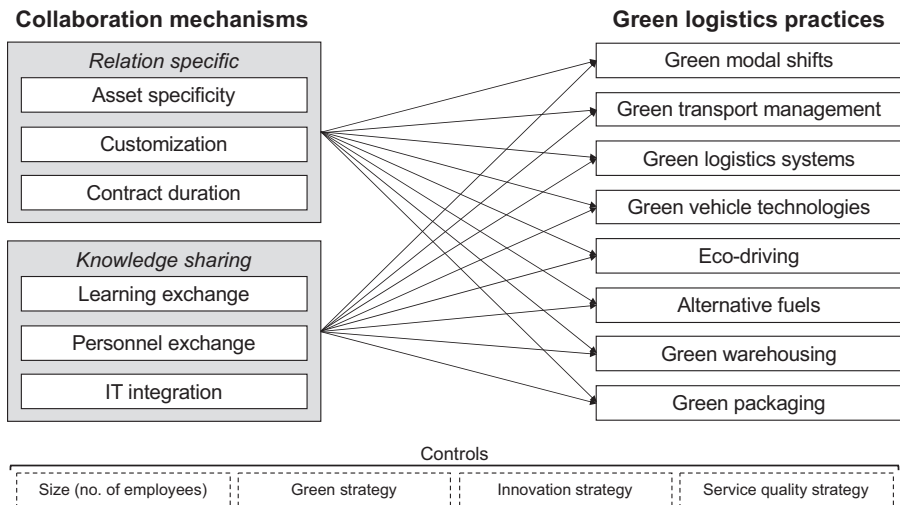 Collaboration mechanisms
Relation specific
Asset specificity
Customization
Contract duration
Knowledge sharing
Learning exchange
Personnel exchange
IT integration
Green logistics practices
Green modal shifts
Green transport management
Green logistics systems
Green vehicle technologies
Eco-driving
Alternative fuels
Green warehousing
Green packaging
Controls
Size (no. of employees)
Green strategy
Innovation strategy
Service quality strategy